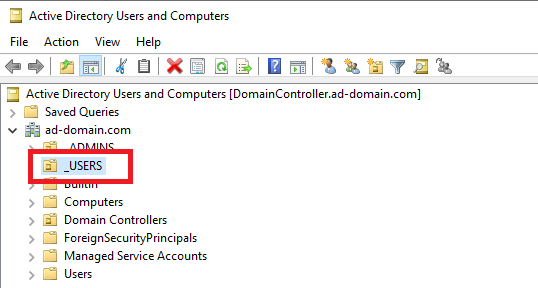 Active Directory Users and Computers
File Action View Help
Active Directory Users and Computers [DomainController.ad-domain.com]
Saved Queries
ad-domain.com
_ADMINS
_USERS
Builtin
Computers
Domain Controllers
ForeignSecurityPrincipals
Managed Service Accounts
Users